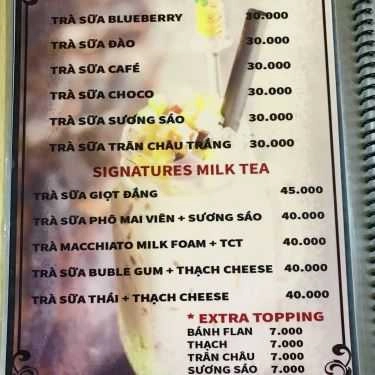 TRÀ SỮA BLUEBERRY 30.000
TRÀ SỮA ĐÀO 30.000
TRÀ SỮA CAFÉ 30.000
TRÀ SỮA CHOCO 30.000
TRÀ SỮA SƯƠNG SÁO 30.000
TRÀ SỮA TRÂN CHÂU TRẮNG 30.000
SIGNATURES MILK TEA
TRÀ SỮA GIỌT ĐẮNG 45.000
TRÀ SỮA PHÔ MAI VIÊN + SƯƠNG SÁO 40.000
TRÀ MACCHIATO MILK FOAM + TCT 40.000
TRÀ SỮA BUBLE GUM + THẠCH CHEESE 40.000
TRÀ SỮA THÁI + THẠCH CHEESE 40.000
* EXTRA TOPPING
BÁNH FLAN 7.000
THẠCH 7.000
TRÂN CHÂU 7.000
SƯƠNG SÁO 7.000